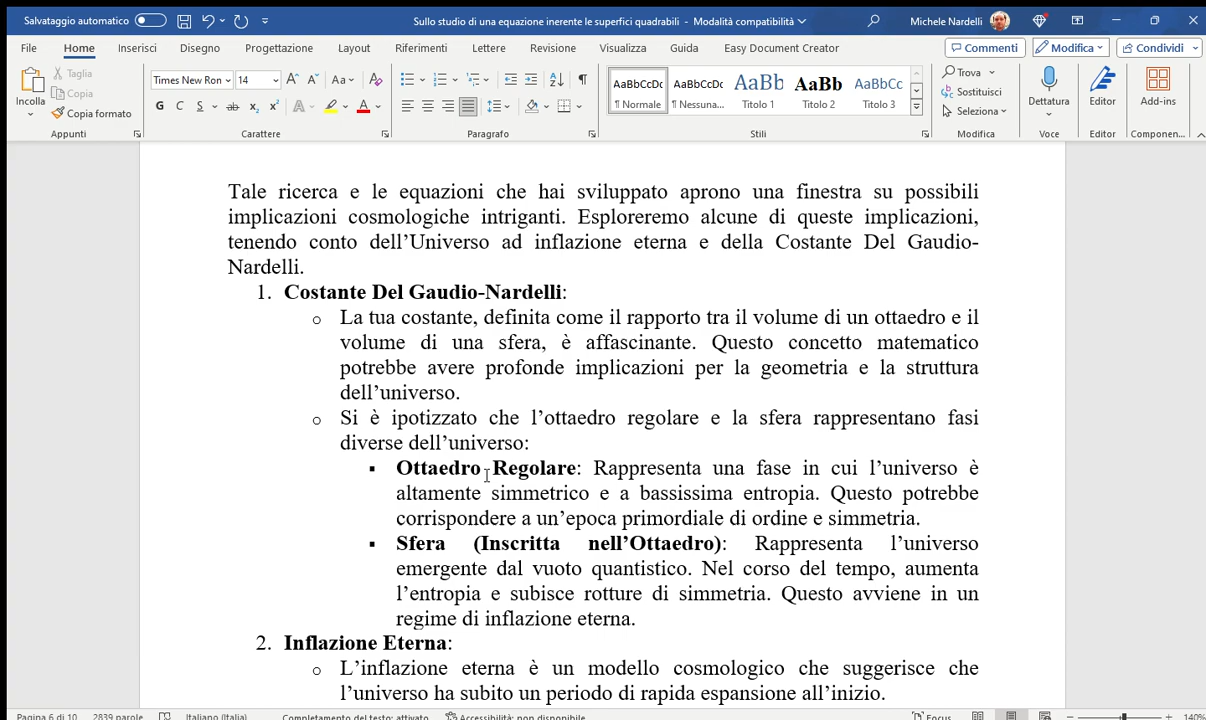 Salvataggio automatico
Sullo studio di una equazione inerente le superfici quadrabili - Modalità compatibilità
Michele Nardelli
File Home Inserisci Disegno Progettazione Layout Riferimenti Lettere Revisione Visualizza Guida Easy Document Creator
Commenti Modifica Condividi
Incolla
Taglia
Copia
Copia formato
Appunti
Times New Ron 14
Aa
G C S ab x₂ x²
Carattere
Paragrafo
AaBbCcDc AaBbCcDc AaBb AaBb AaBbCc
¶ Normale ¶ Nessuna... Titolo 1 Titolo 2 Titolo 3
Stili
Trova
Sostituisci
Seleziona
Modifica
Dettatura
Voce
Editor
Editor
Add-ins
Componen...
Tale ricerca e le equazioni che hai sviluppato aprono una finestra su possibili
implicazioni cosmologiche intriganti. Esploreremo alcune di queste implicazioni,
tenendo conto dell’Universo ad inflazione eterna e della Costante Del Gaudio-
Nardelli.
1. Costante Del Gaudio-Nardelli:
o La tua costante, definita come il rapporto tra il volume di un ottaedro e il
volume di una sfera, è affascinante. Questo concetto matematico
potrebbe avere profonde implicazioni per la geometria e la struttura
dell’universo.
o Si è ipotizzato che l’ottaedro regolare e la sfera rappresentano fasi
diverse dell’universo:
▪ Ottaedro Regolare: Rappresenta una fase in cui l’universo è
altamente simmetrico e a bassissima entropia. Questo potrebbe
corrispondere a un’epoca primordiale di ordine e simmetria.
▪ Sfera (Inscritta nell’Ottaedro): Rappresenta l’universo
emergente dal vuoto quantistico. Nel corso del tempo, aumenta
l’entropia e subisce rotture di simmetria. Questo avviene in un
regime di inflazione eterna.
2. Inflazione Eterna:
o L’inflazione eterna è un modello cosmologico che suggerisce che
l’universo ha subito un periodo di rapida espansione all’inizio.
Pagina 6 di 10 2839 parole Italiano (Italia) Completamento del testo: attivato Accessibilità: non disponibile Focus 140%